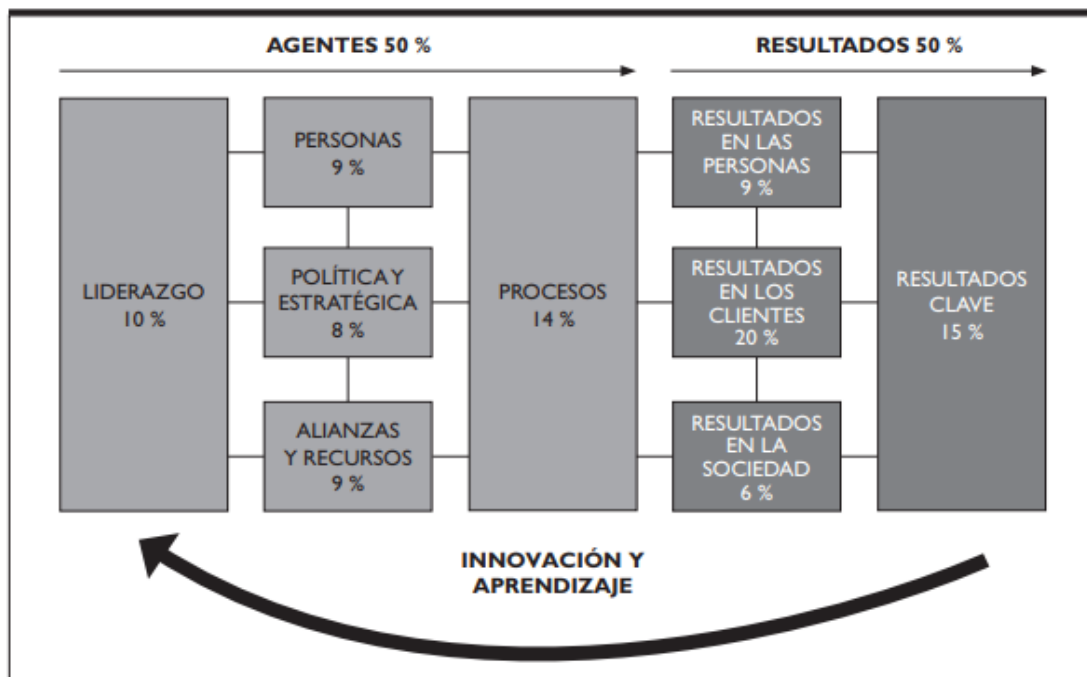 AGENTES 50 %
RESULTADOS 50 %
LIDERAZGO
10 %
PERSONAS
9 %
POLÍTICA Y
ESTRATÉGICA
8 %
ALIANZAS
Y RECURSOS
9 %
PROCESOS
14 %
RESULTADOS
EN LAS
PERSONAS
9 %
RESULTADOS
EN LOS
CLIENTES
20 %
RESULTADOS
EN LA
SOCIEDAD
6 %
RESULTADOS
CLAVE
15 %
INNOVACIÓN Y
APRENDIZAJE